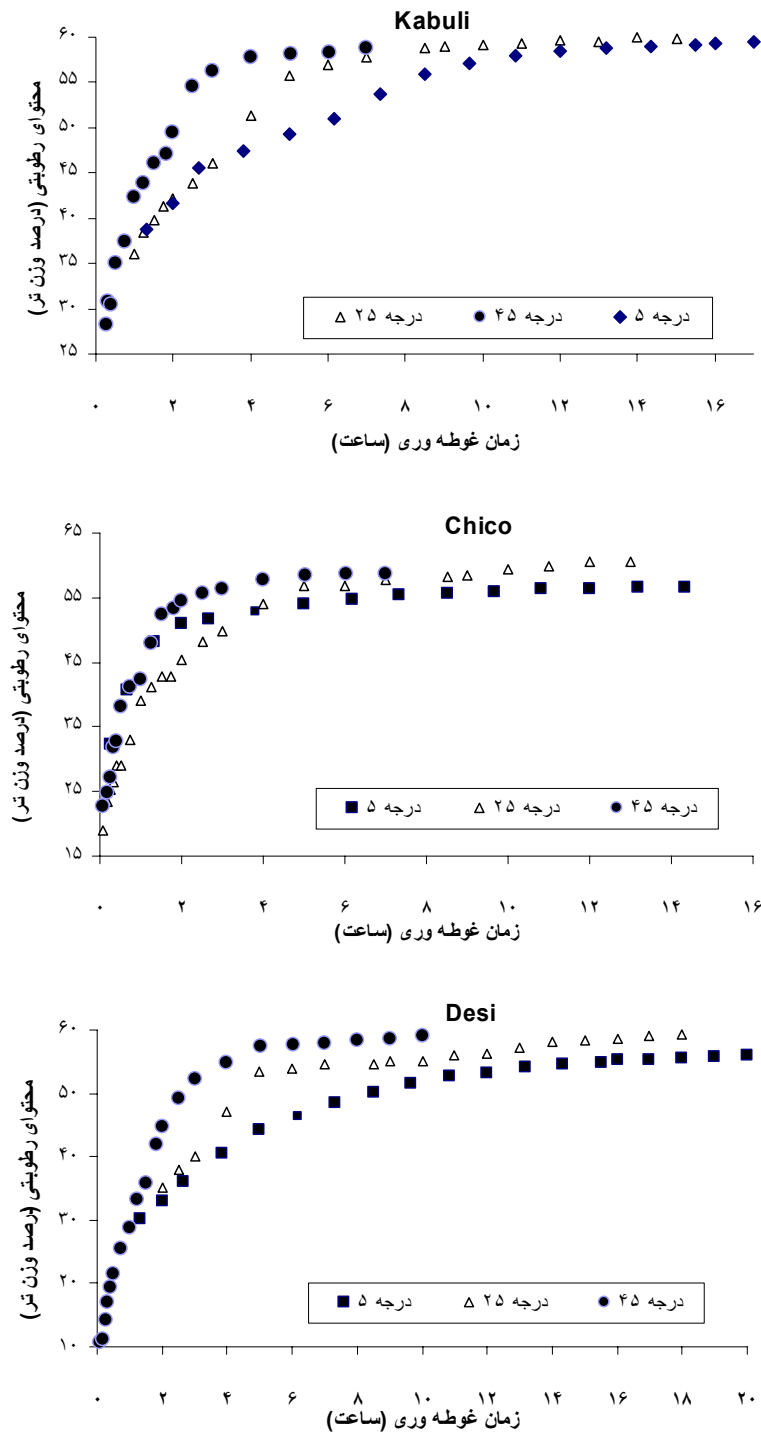 Kabuli
محتوای رطوبتی (درصد وزن تر)
۶۰
۵۵
۵۰
۴۵
۴۰
۳۵
۳۰
۲۵
۲۵ درجه
۴۵ درجه
۵ درجه
۰ ۲ ۴ ۶ ۸ ۱۰ ۱۲ ۱۴ ۱۶
زمان غوطه وری (ساعت)
Chico
محتوای رطوبتی (درصد وزن تر)
۶۵
۵۵
۴۵
۳۵
۲۵
۱۵
۵ درجه
۲۵ درجه
۴۵ درجه
۰ ۲ ۴ ۶ ۸ ۱۰ ۱۲ ۱۴ ۱۶
زمان غوطه وری (ساعت)
Desi
محتوای رطوبتی (درصد وزن تر)
۶۰
۵۰
۴۰
۳۰
۲۰
۱۰
۵ درجه
۲۵ درجه
۴۵ درجه
۰ ۲ ۴ ۶ ۸ ۱۰ ۱۲ ۱۴ ۱۶ ۱۸ ۲۰
زمان غوطه وری (ساعت)